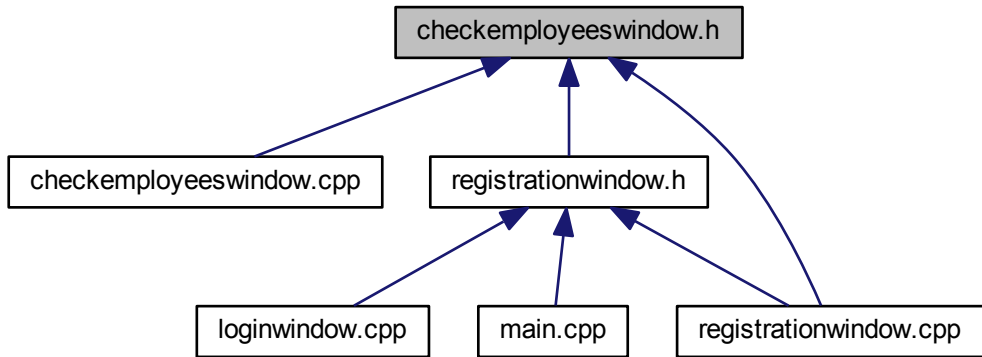 checkemployeeswindow.h
checkemployeeswindow.cpp
registrationwindow.h
loginwindow.cpp
main.cpp
registrationwindow.cpp